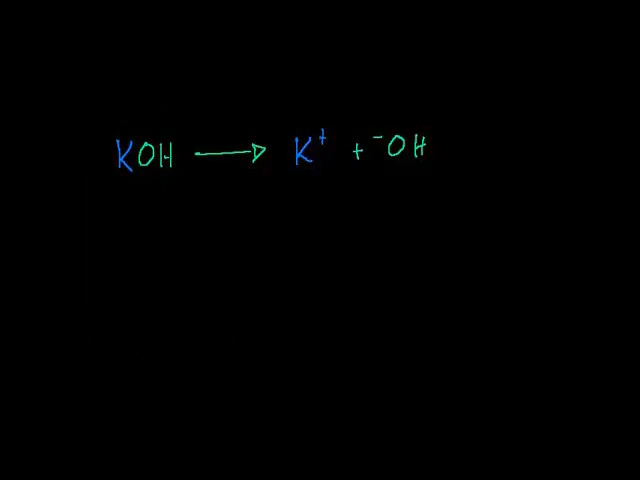 KOH → K⁺ + ⁻OH